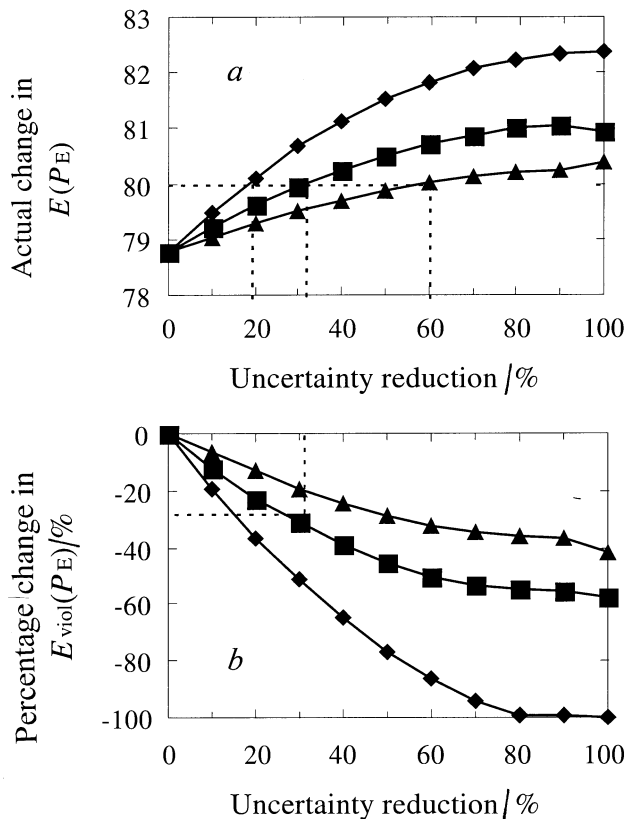 83
82
81
80
79
78
a
Actual change in
E(PE)
0 20 40 60 80 100
Uncertainty reduction /%
0
-20
-40
-60
-80
-100
b
Percentage change in
Eviol(PE)/%
0 20 40 60 80 100
Uncertainty reduction /%